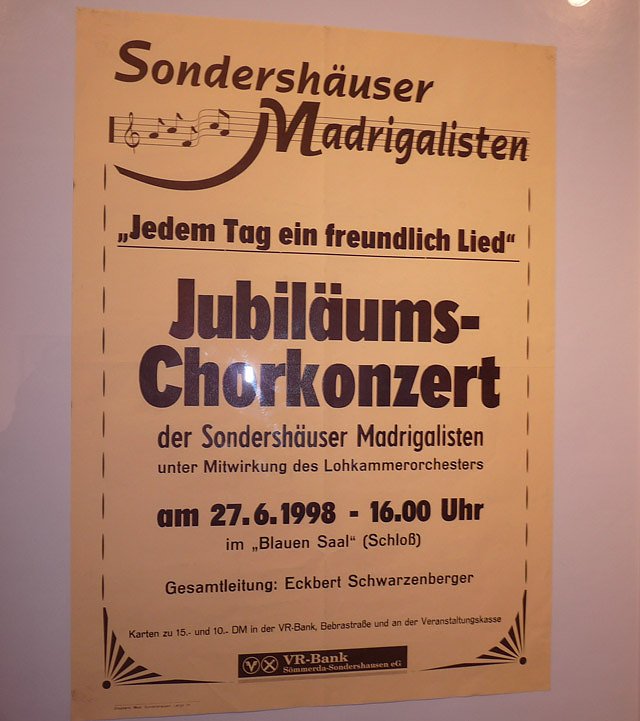 Sondershäuser
Madrigalisten
„Jedem Tag ein freundlich Lied“
Jubiläums-
Chorkonzert
der Sondershäuser Madrigalisten
unter Mitwirkung des Lohkammerorchesters
am 27.6.1998 - 16.00 Uhr
im „Blauen Saal“ (Schloß)
Gesamtleitung: Eckbert Schwarzenberger
Karten zu 15.- und 10.- DM in der VR-Bank, Bebrastraße und an der Veranstaltungskasse
VR-Bank
Sömmerda-Sondershausen eG